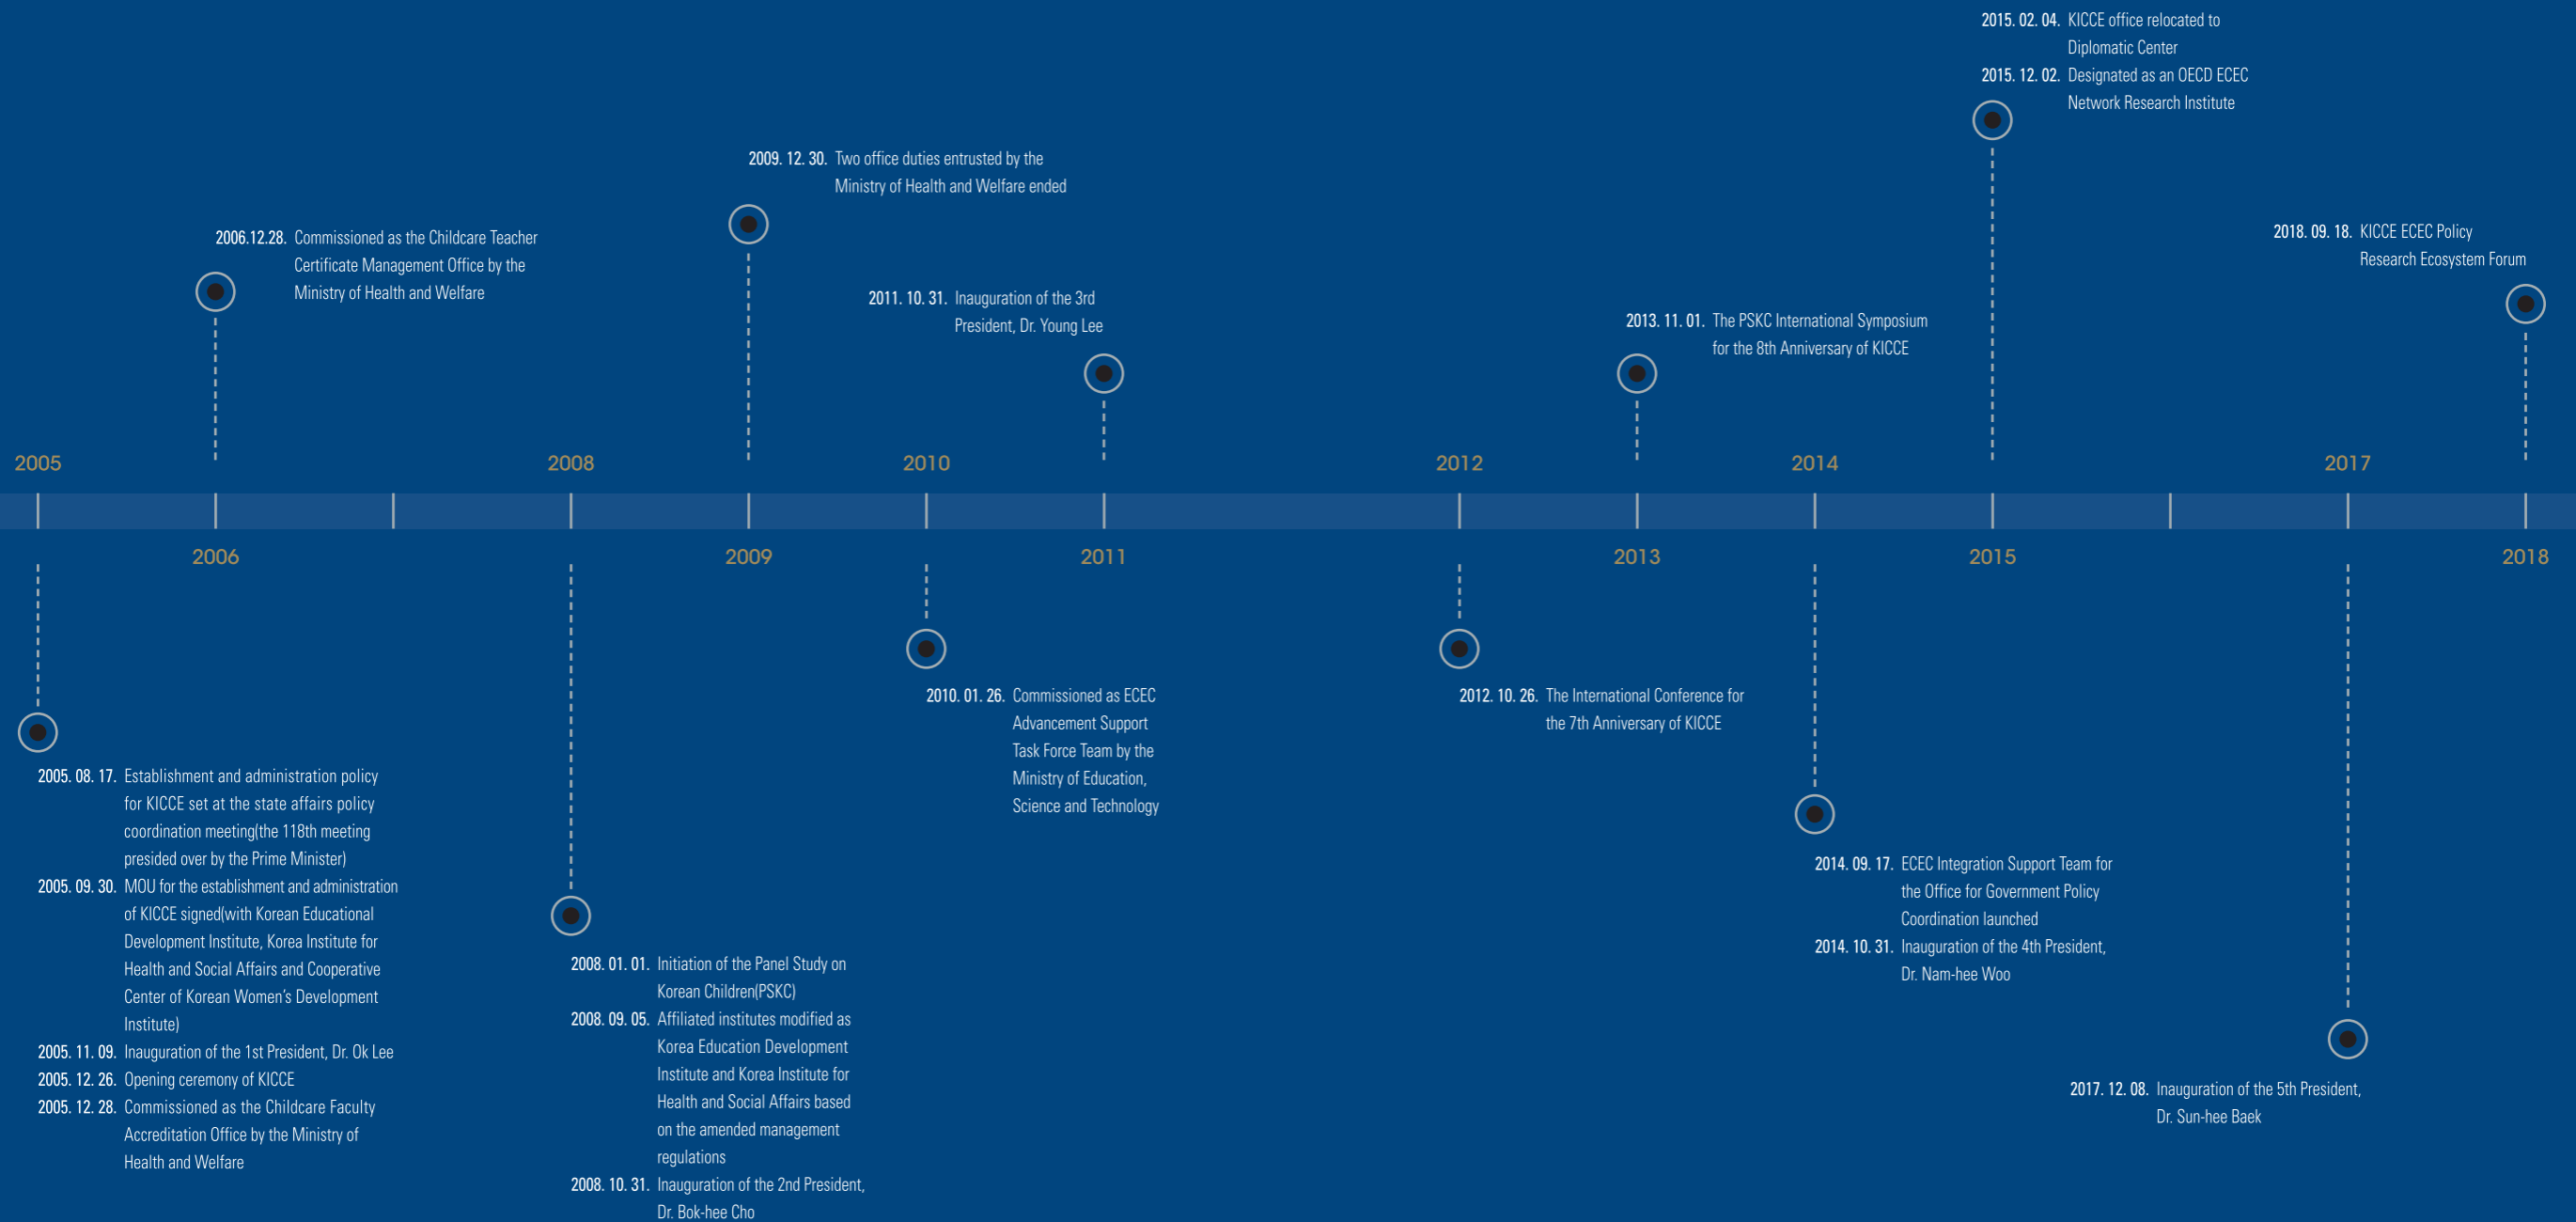 2015. 02. 04. KICCE office relocated to
Diplomatic Center
2015. 12. 02. Designated as an OECD ECEC
Network Research Institute
2009. 12. 30. Two office duties entrusted by the
Ministry of Health and Welfare ended
2006.12.28. Commissioned as the Childcare Teacher
Certificate Management Office by the
Ministry of Health and Welfare
2018. 09. 18. KICCE ECEC Policy
Research Ecosystem Forum
2011. 10. 31. Inauguration of the 3rd
President, Dr. Young Lee
2013. 11. 01. The PSKC International Symposium
for the 8th Anniversary of KICCE
2005
2008
2010
2012
2014
2017
2006
2009
2011
2013
2015
2018
2005. 08. 17. Establishment and administration policy
for KICCE set at the state affairs policy
coordination meeting(the 118th meeting
presided over by the Prime Minister)
2005. 09. 30. MOU for the establishment and administration
of KICCE signed(with Korean Educational
Development Institute, Korea Institute for
Health and Social Affairs and Cooperative
Center of Korean Women's Development
Institute)
2005. 11. 09. Inauguration of the 1st President, Dr. Ok Lee
2005. 12. 26. Opening ceremony of KICCE
2005. 12. 28. Commissioned as the Childcare Faculty
Accreditation Office by the Ministry of
Health and Welfare
2008. 01. 01. Initiation of the Panel Study on
Korean Children(PSKC)
2008. 09. 05. Affiliated institutes modified as
Korea Education Development
Institute and Korea Institute for
Health and Social Affairs based
on the amended management
regulations
2008. 10. 31. Inauguration of the 2nd President,
Dr. Bok-hee Cho
2010. 01. 26. Commissioned as ECEC
Advancement Support
Task Force Team by the
Ministry of Education,
Science and Technology
2012. 10. 26. The International Conference for
the 7th Anniversary of KICCE
2014. 09. 17. ECEC Integration Support Team for
the Office for Government Policy
Coordination launched
2014. 10. 31. Inauguration of the 4th President,
Dr. Nam-hee Woo
2017. 12. 08. Inauguration of the 5th President,
Dr. Sun-hee Baek